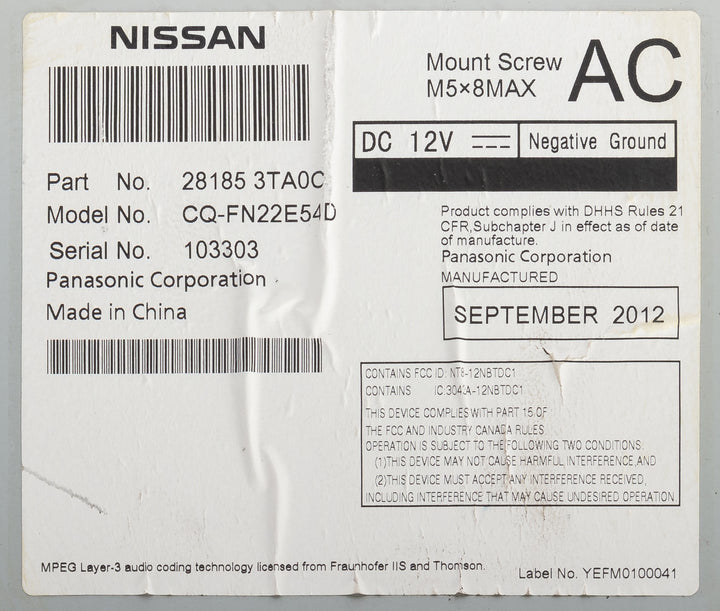 NISSAN
Part No. 28185 3TA0C
Model No. CQ-FN22E54D
Serial No. 103303
Panasonic Corporation
Made in China
Mount Screw
M5×8MAX
AC
DC 12V
Negative Ground
Product complies with DHHS Rules 21
CFR,Subchapter J in effect as of date
of manufacture.
Panasonic Corporation
MANUFACTURED
SEPTEMBER 2012
CONTAINS FCC ID: NT8-12NBTDC1
CONTAINS IC:3043A-12NBTDC1
THIS DEVICE COMPLIES WITH PART 15 OF
THE FCC AND INDUSTRY CANADA RULES.
OPERATION IS SUBJECT TO THE FOLLOWING TWO CONDITIONS:
(1)THIS DEVICE MAY NOT CAUSE HARMFUL INTERFERENCE,AND
(2)THIS DEVICE MUST ACCEPT ANY INTERFERENCE RECEIVED,
INCLUDING INTERFERENCE THAT MAY CAUSE UNDESIRED OPERATION.
MPEG Layer-3 audio coding technology licensed from Fraunhofer IIS and Thomson.
Label No. YEFM0100041